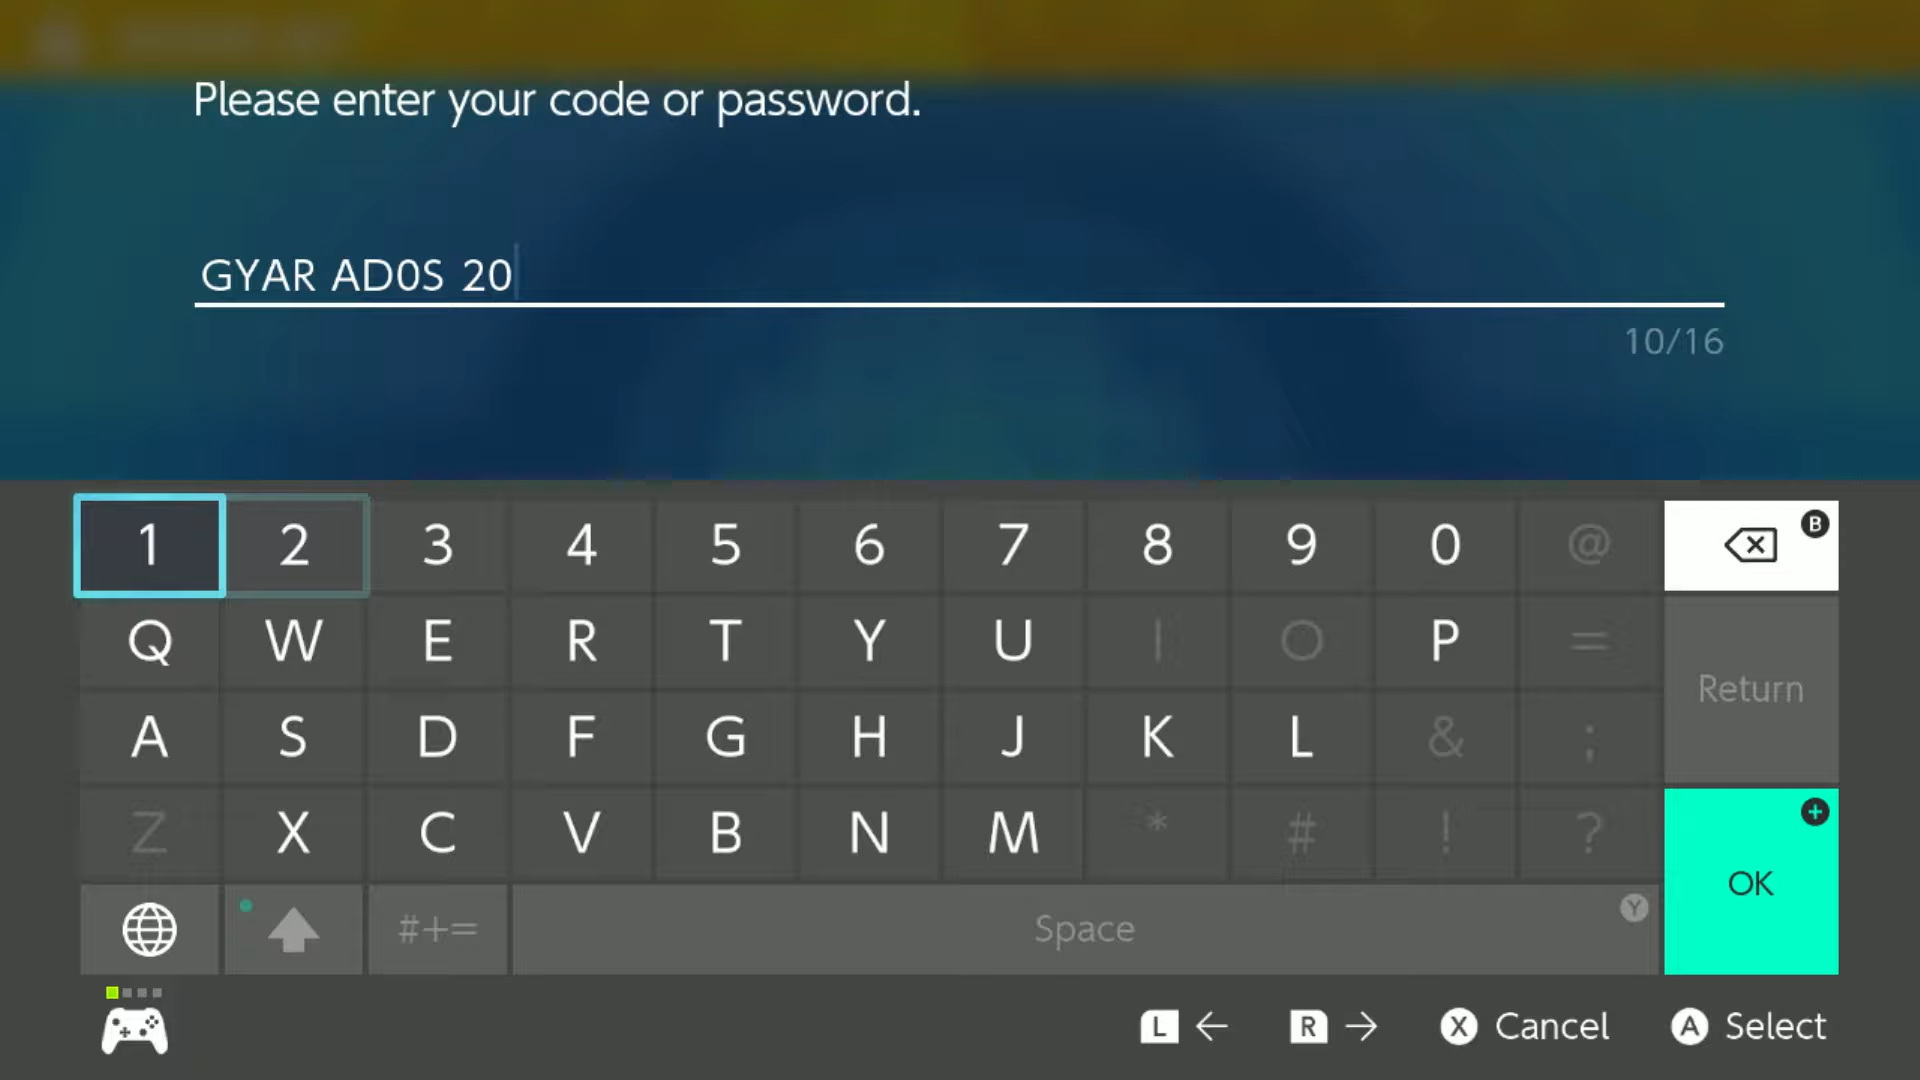 Please enter your code or password.
GYAR AD0S 20
10/16
1 2 3 4 5 6 7 8 9 0 @ B
Q W E R T Y U I O P = Return
A S D F G H J K L & ;
Z X C V B N M * # ! ? + OK
#+= Space Y
L ← R → X Cancel A Select